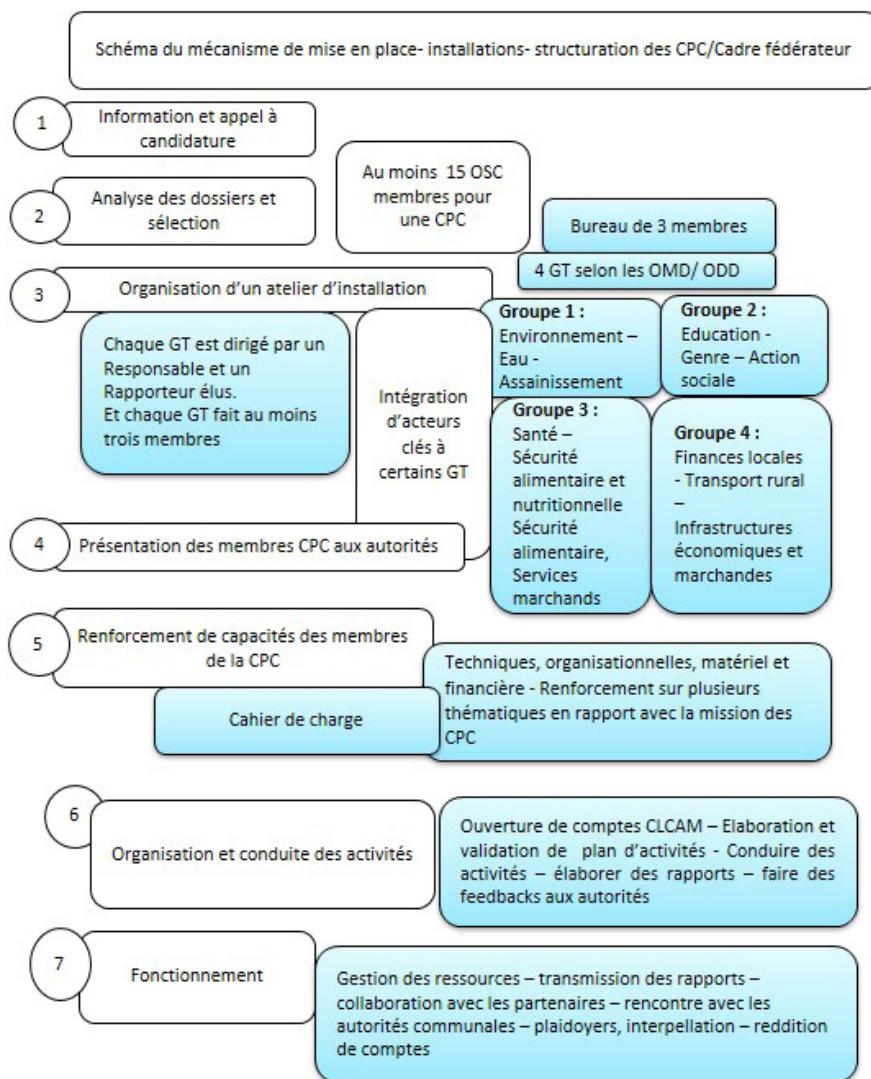 Schéma du mécanisme de mise en place- installations- structuration des CPC/Cadre fédérateur
1
Information et appel à
candidature
2
Analyse des dossiers et
sélection
Au moins 15 OSC
membres pour
une CPC
Bureau de 3 membres
4 GT selon les OMD/ ODD
3
Organisation d'un atelier d'installation
Chaque GT est dirigé par un
Responsable et un
Rapporteur élus.
Et chaque GT fait au moins
trois membres
Intégration
d'acteurs
clés à
certains GT
Groupe 1 :
Environnement –
Eau -
Assainissement
Groupe 2 :
Education -
Genre – Action
sociale
Groupe 3 :
Santé –
Sécurité
alimentaire et
nutritionnelle
Sécurité
alimentaire,
Services
marchands
Groupe 4 :
Finances locales
- Transport rural
–
Infrastructures
économiques et
marchandes
4
Présentation des membres CPC aux autorités
5
Renforcement de capacités des membres
de la CPC
Cahier de charge
Techniques, organisationnelles, matériel et
financière - Renforcement sur plusieurs
thématiques en rapport avec la mission des
CPC
6
Organisation et conduite des activités
Ouverture de comptes CLCAM – Elaboration et
validation de plan d'activités - Conduire des
activités – élaborer des rapports – faire des
feedbacks aux autorités
7
Fonctionnement
Gestion des ressources – transmission des rapports –
collaboration avec les partenaires – rencontre avec les
autorités communales – plaidoyers, interpellation – reddition
de comptes